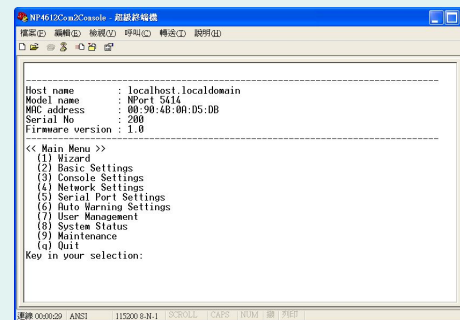 NP4612Com2Console - 超級終端機
檔案(F) 編輯(E) 檢視(V) 呼叫(C) 轉送(T) 說明(H)
Host name : localhost.localdomain
Model name : NPort 5414
MAC address : 00:90:4B:0A:D5:DB
Serial No : 200
Firmware version : 1.0
<< Main Menu >>
(1) Wizard
(2) Basic Settings
(3) Console Settings
(4) Network Settings
(5) Serial Port Settings
(6) Auto Warning Settings
(7) User Management
(8) System Status
(9) Maintenance
(q) Quit
Key in your selection:
連線 00:00:29 ANSI 115200 8-N-1 SCROLL CAPS NUM